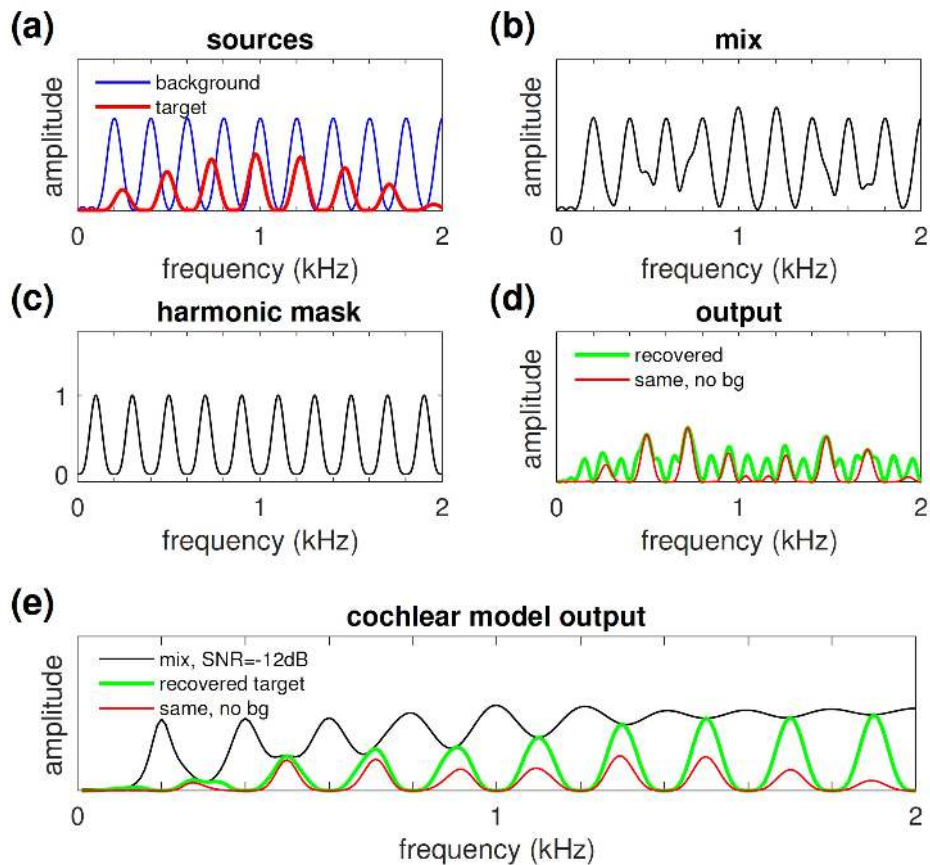 (a)
sources
background
target
amplitude
0
1
2
frequency (kHz)
(b)
mix
amplitude
0
1
2
frequency (kHz)
(c)
harmonic mask
1
0
0
1
2
frequency (kHz)
(d)
output
recovered
same, no bg
amplitude
0
1
2
frequency (kHz)
(e)
cochlear model output
mix, SNR=-12dB
recovered target
same, no bg
amplitude
0
1
2
frequency (kHz)